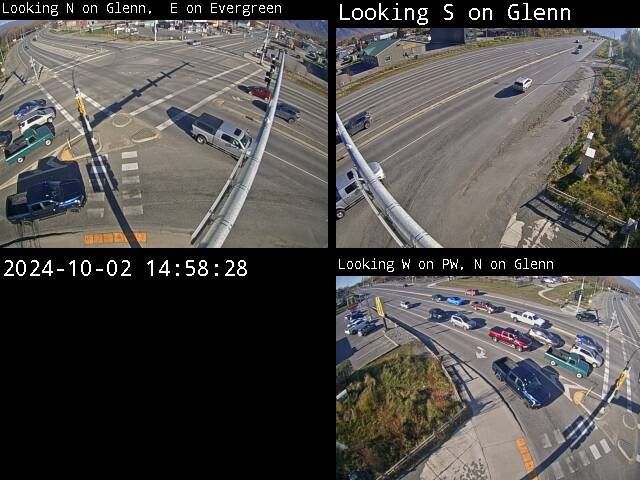 Looking N on Glenn, E on Evergreen
Looking S on Glenn
2024-10-02 14:58:28
Looking W on PW, N on Glenn